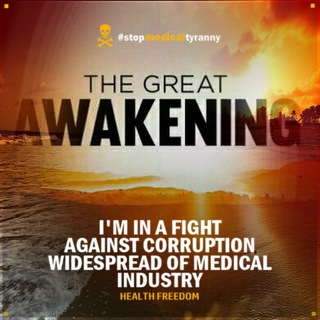 #stopmedicaltyranny
THE GREAT
AWAKENING
I'M IN A FIGHT
AGAINST CORRUPTION
WIDESPREAD OF MEDICAL
INDUSTRY
HEALTH FREEDOM